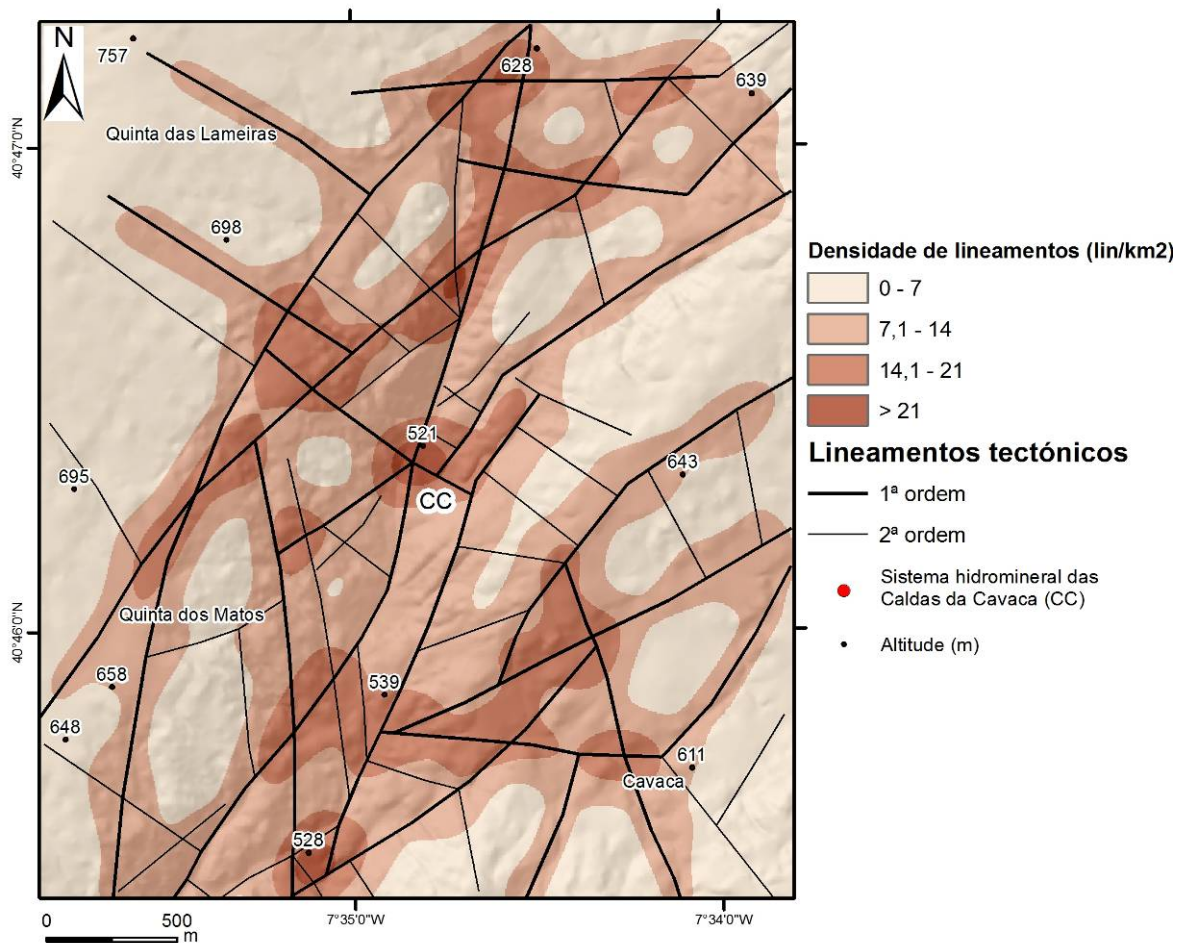 N
757
628
639
40°47'0"N
Quinta das Lameiras
698
521
CC
643
695
Quinta dos Matos
40°46'0"N
658
539
648
611
Cavaca
528
0 500
m
7°35'0"W
7°34'0"W
Densidade de lineamentos (lin/km2)
0 - 7
7,1 - 14
14,1 - 21
> 21
Lineamentos tectónicos
1ª ordem
2ª ordem
Sistema hidromineral das
Caldas da Cavaca (CC)
Altitude (m)